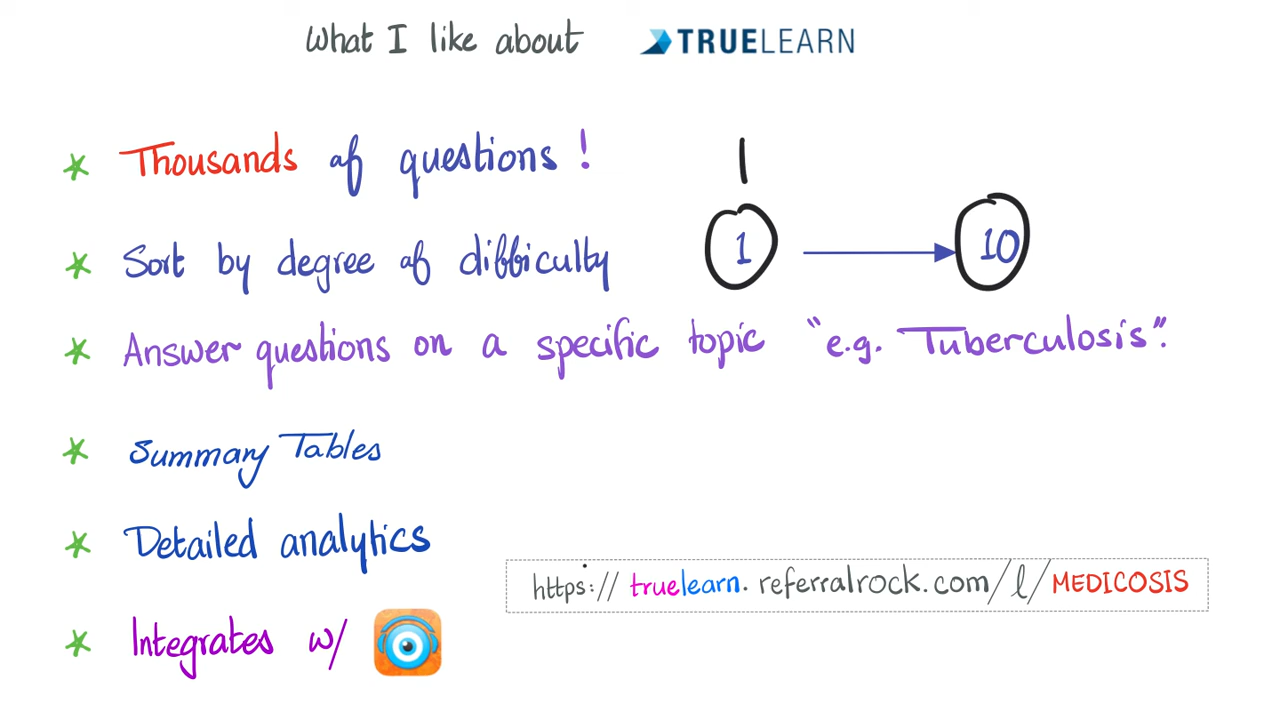 What I like about TRUELEARN
* Thousands of questions!
1
* Sort by degree of difficulty 1 → 10
* Answer questions on a specific topic "e.g. Tuberculosis".
* Summary Tables
* Detailed analytics
https://truelearn.referralrock.com/l/MEDICOSIS
* Integrates w/